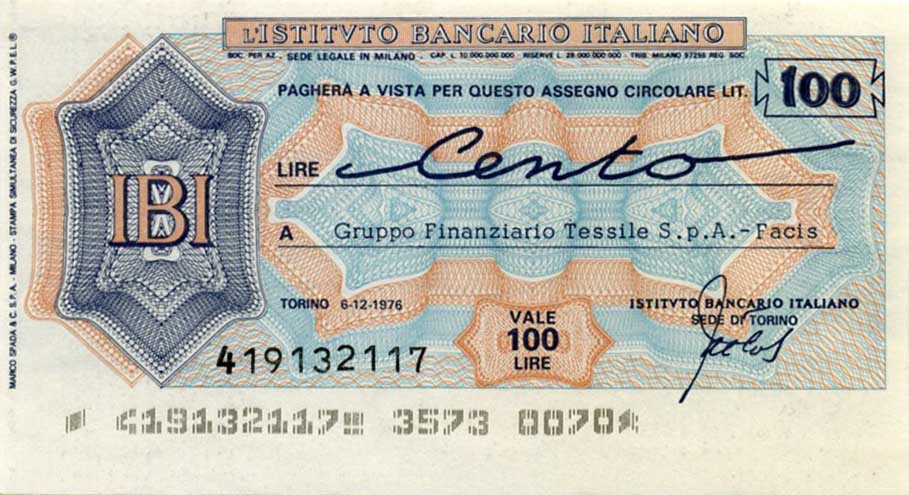 L'ISTITVTO BANCARIO ITALIANO
SOC. PER AZ. - SEDE LEGALE IN MILANO - CAP. L. 10.000.000.000 - RISERVE L. 29.000.000.000 - TRIB. MILANO 97256 REG. SOC.
PAGHERÀ A VISTA PER QUESTO ASSEGNO CIRCOLARE LIT. 100
LIRE Cento
IBI
A Gruppo Finanziario Tessile S.p.A.-Facis
TORINO 6-12-1976
ISTITVTO BANCARIO ITALIANO
SEDE DI TORINO
VALE
100
LIRE
419132117
419132117 3573 0070
MARCO SPADA & C. S.P.A. - MILANO - STAMPA SIMULTANEA DI SICUREZZA G.W.P.E.L.®